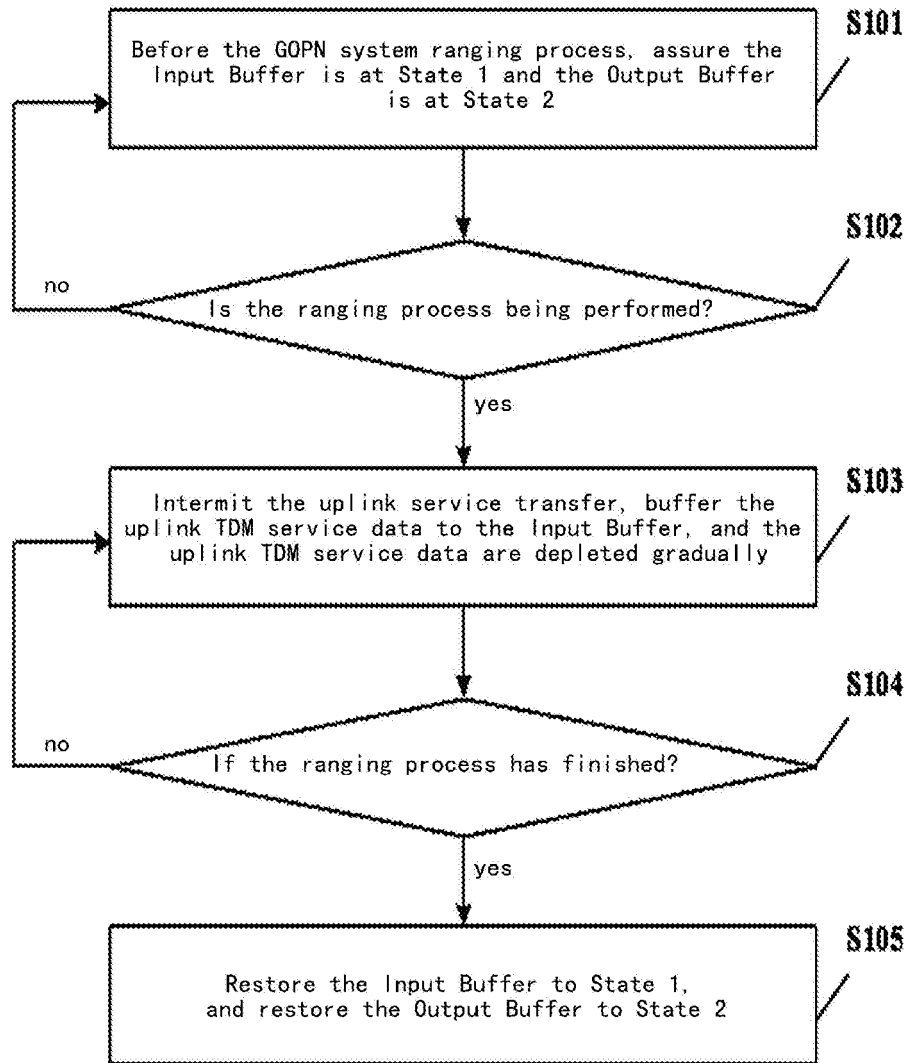 S101
Before the GOPN system ranging process, assure the
Input Buffer is at State 1 and the Output Buffer
is at State 2
S102
no
Is the ranging process being performed?
yes
S103
Intermit the uplink service transfer, buffer the
uplink TDM service data to the Input Buffer, and the
uplink TDM service data are depleted gradually
S104
no
If the ranging process has finished?
yes
S105
Restore the Input Buffer to State 1,
and restore the Output Buffer to State 2